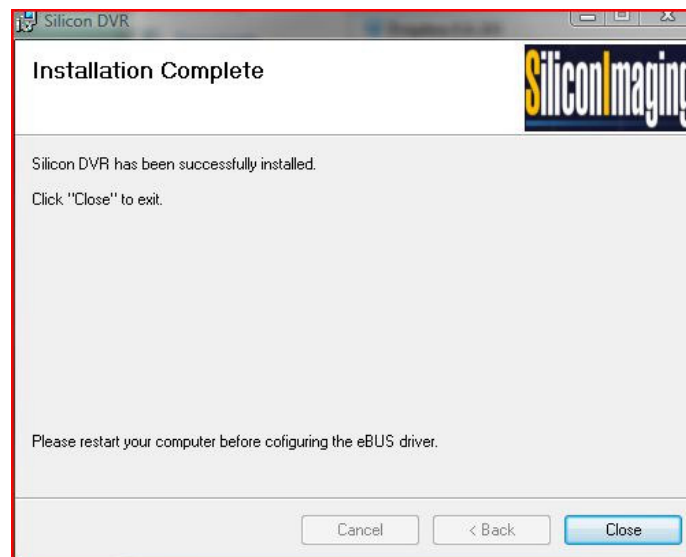 Silicon DVR
Installation Complete
SiliconImaging
Silicon DVR has been successfully installed.
Click "Close" to exit.
Please restart your computer before cofiguring the eBUS driver.
Cancel
< Back
Close